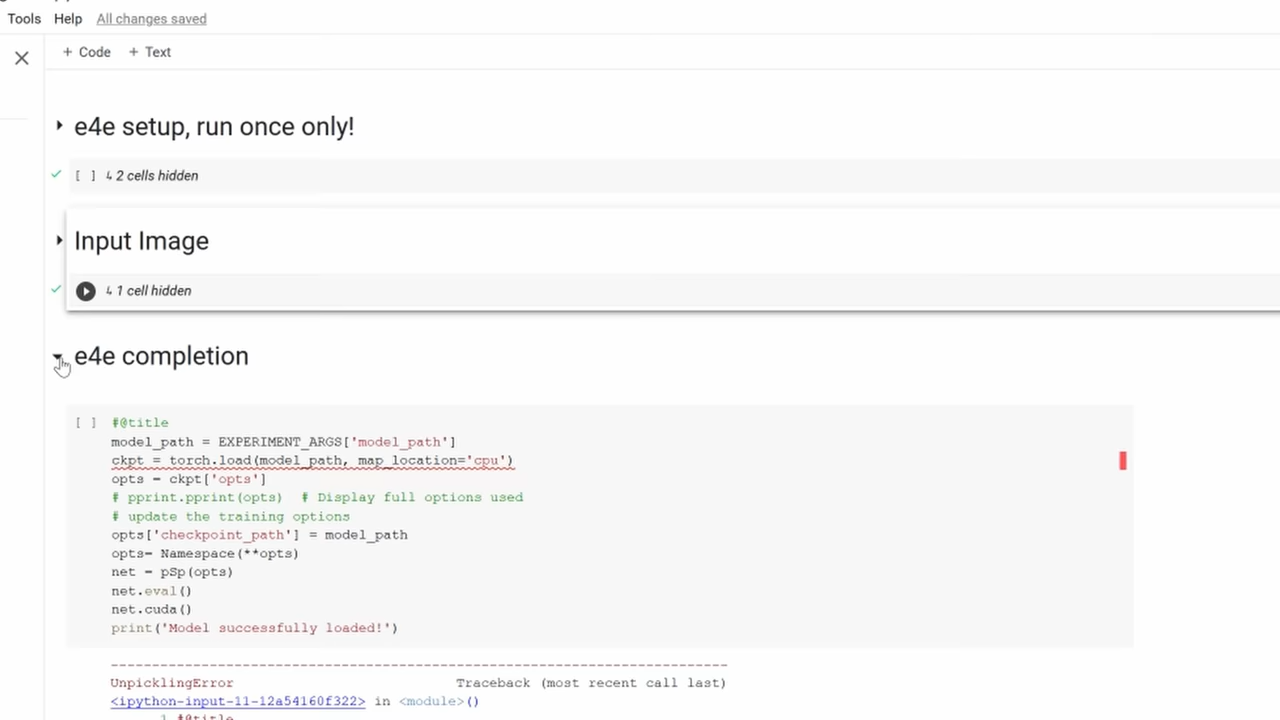 Tools Help All changes saved
+ Code + Text
e4e setup, run once only!
[ ] ↳ 2 cells hidden
Input Image
↳ 1 cell hidden
e4e completion
[ ] #@title
model_path = EXPERIMENT_ARGS['model_path']
ckpt = torch.load(model_path, map_location='cpu')
opts = ckpt['opts']
# pprint.pprint(opts)  # Display full options used
# update the training options
opts['checkpoint_path'] = model_path
opts= Namespace(**opts)
net = pSp(opts)
net.eval()
net.cuda()
print('Model successfully loaded!')
---------------------------------------------------------------------------
UnpicklingError Traceback (most recent call last)
<ipython-input-11-12a54160f322> in <module>()
1 #@title